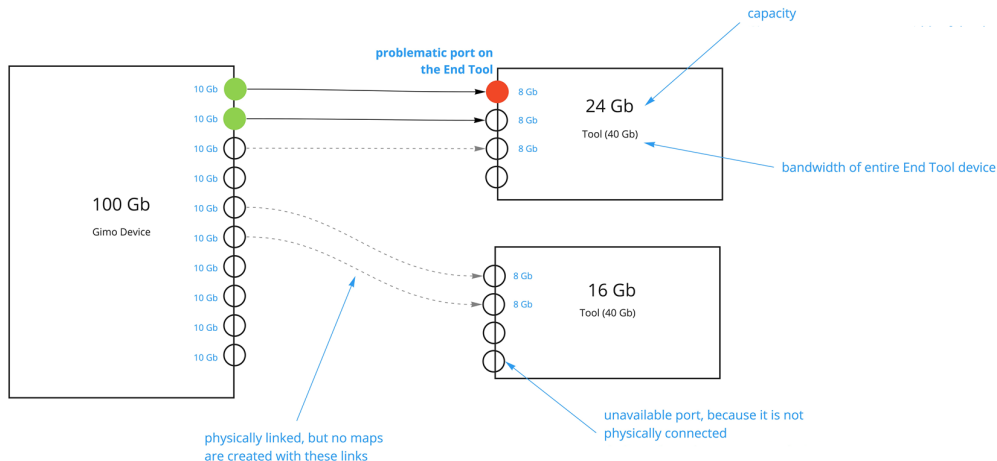 capacity
problematic port on
the End Tool
10 Gb
8 Gb
24 Gb
10 Gb
8 Gb
Tool (40 Gb)
10 Gb
8 Gb
bandwidth of entire End Tool device
10 Gb
100 Gb
10 Gb
Gimo Device
10 Gb
10 Gb
8 Gb
16 Gb
10 Gb
8 Gb
Tool (40 Gb)
10 Gb
10 Gb
unavailable port, because it is not
physically connected
physically linked, but no maps
are created with these links